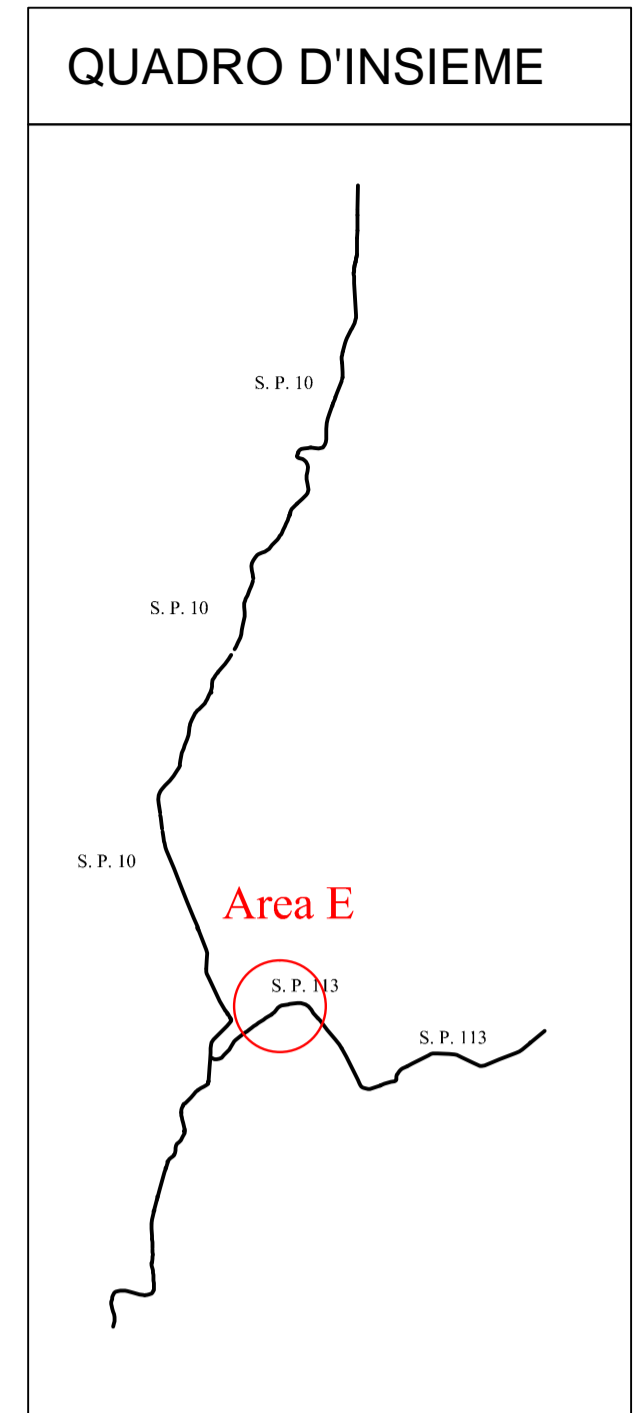 QUADRO D'INSIEME
S. P. 10
S. P. 10
S. P. 10
Area E
S. P. 113
S. P. 113